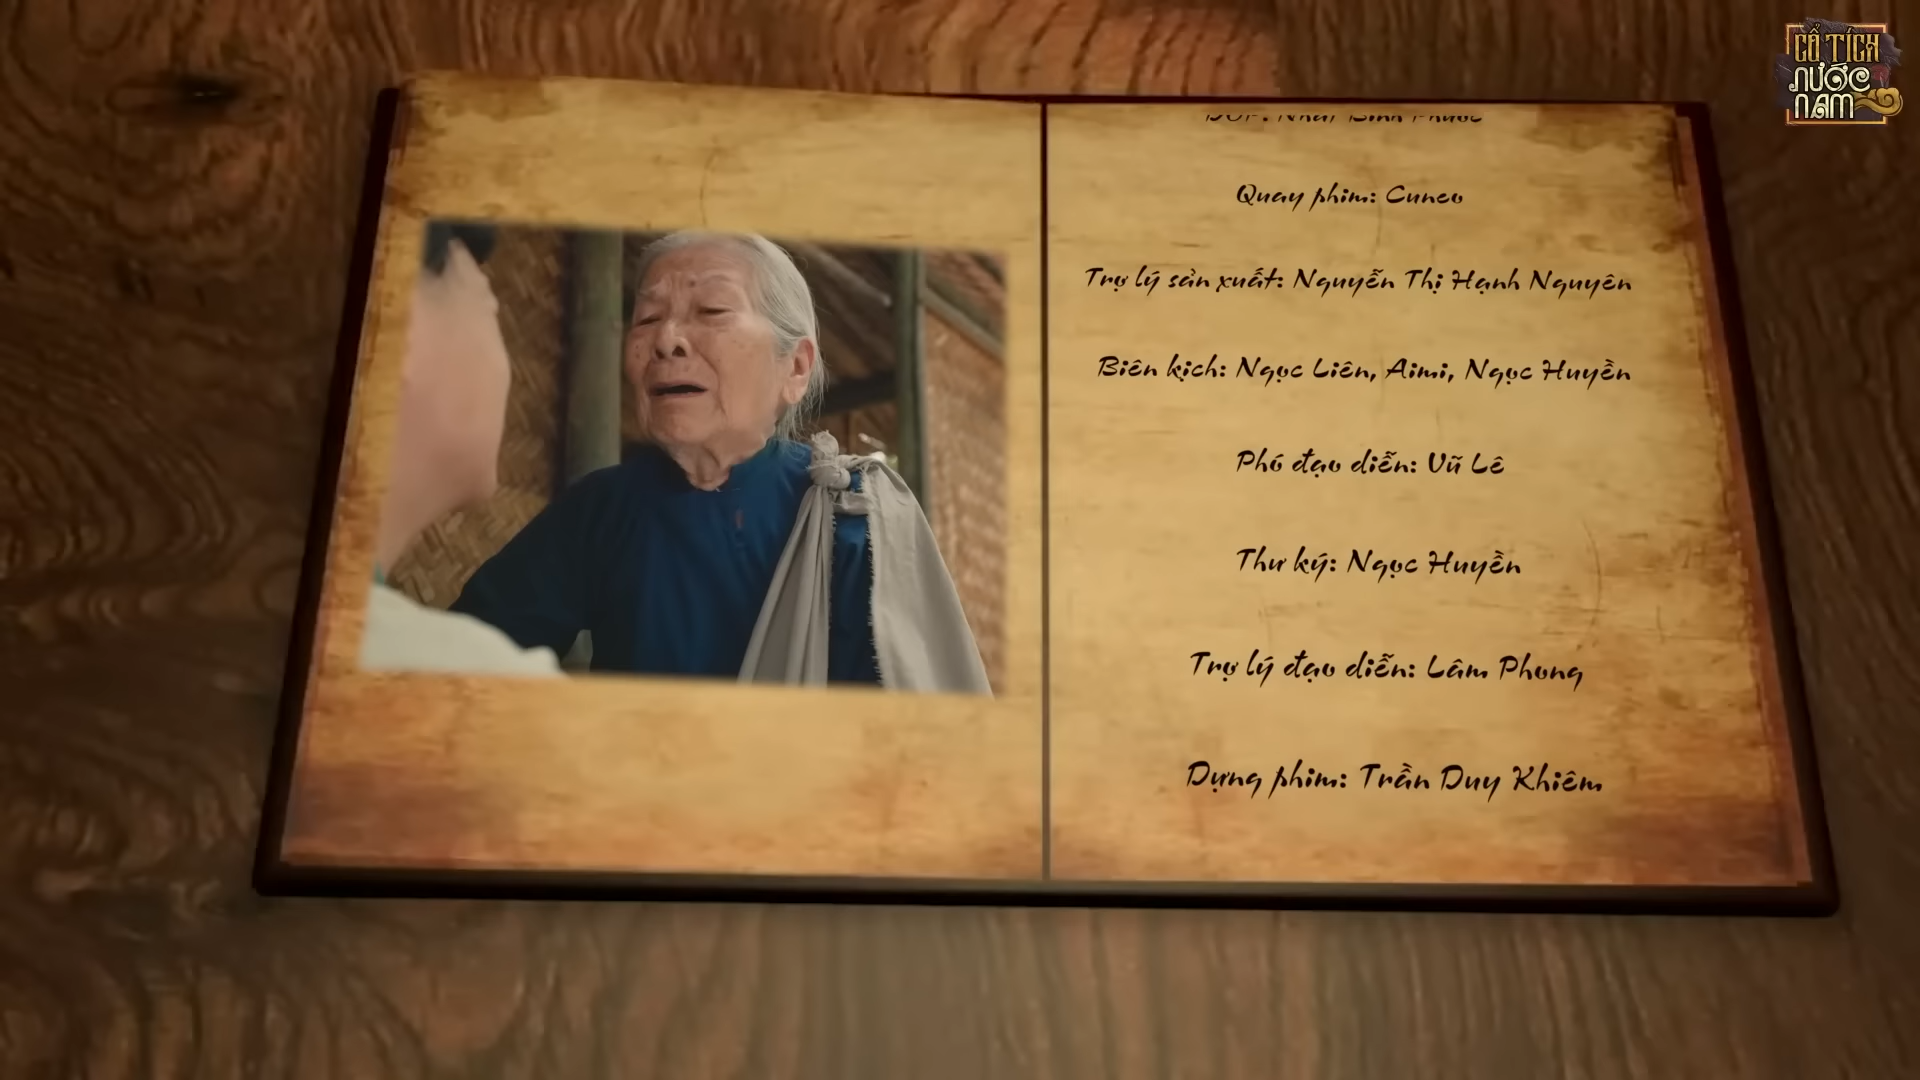 CỔ TÍCH
NƯỚC
NAM
Quay phim: Cunco
Trợ lý sản xuất: Nguyễn Thị Hạnh Nguyên
Biên kịch: Ngọc Liên, Aimi, Ngọc Huyền
Phó đạo diễn: Vũ Lê
Thư ký: Ngọc Huyền
Trợ lý đạo diễn: Lâm Phong
Dựng phim: Trần Duy Khiêm